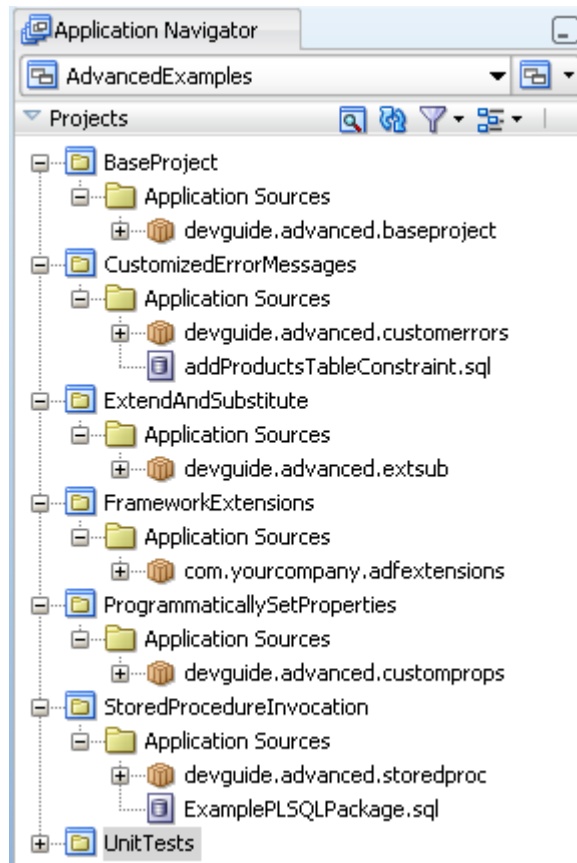 Application Navigator
AdvancedExamples
Projects
BaseProject
Application Sources
devguide.advanced.baseproject
CustomizedErrorMessages
Application Sources
devguide.advanced.customerrors
addProductsTableConstraint.sql
ExtendAndSubstitute
Application Sources
devguide.advanced.extsub
FrameworkExtensions
Application Sources
com.yourcompany.adfextensions
ProgrammaticallySetProperties
Application Sources
devguide.advanced.customprops
StoredProcedureInvocation
Application Sources
devguide.advanced.storedproc
ExamplePLSQLPackage.sql
UnitTests